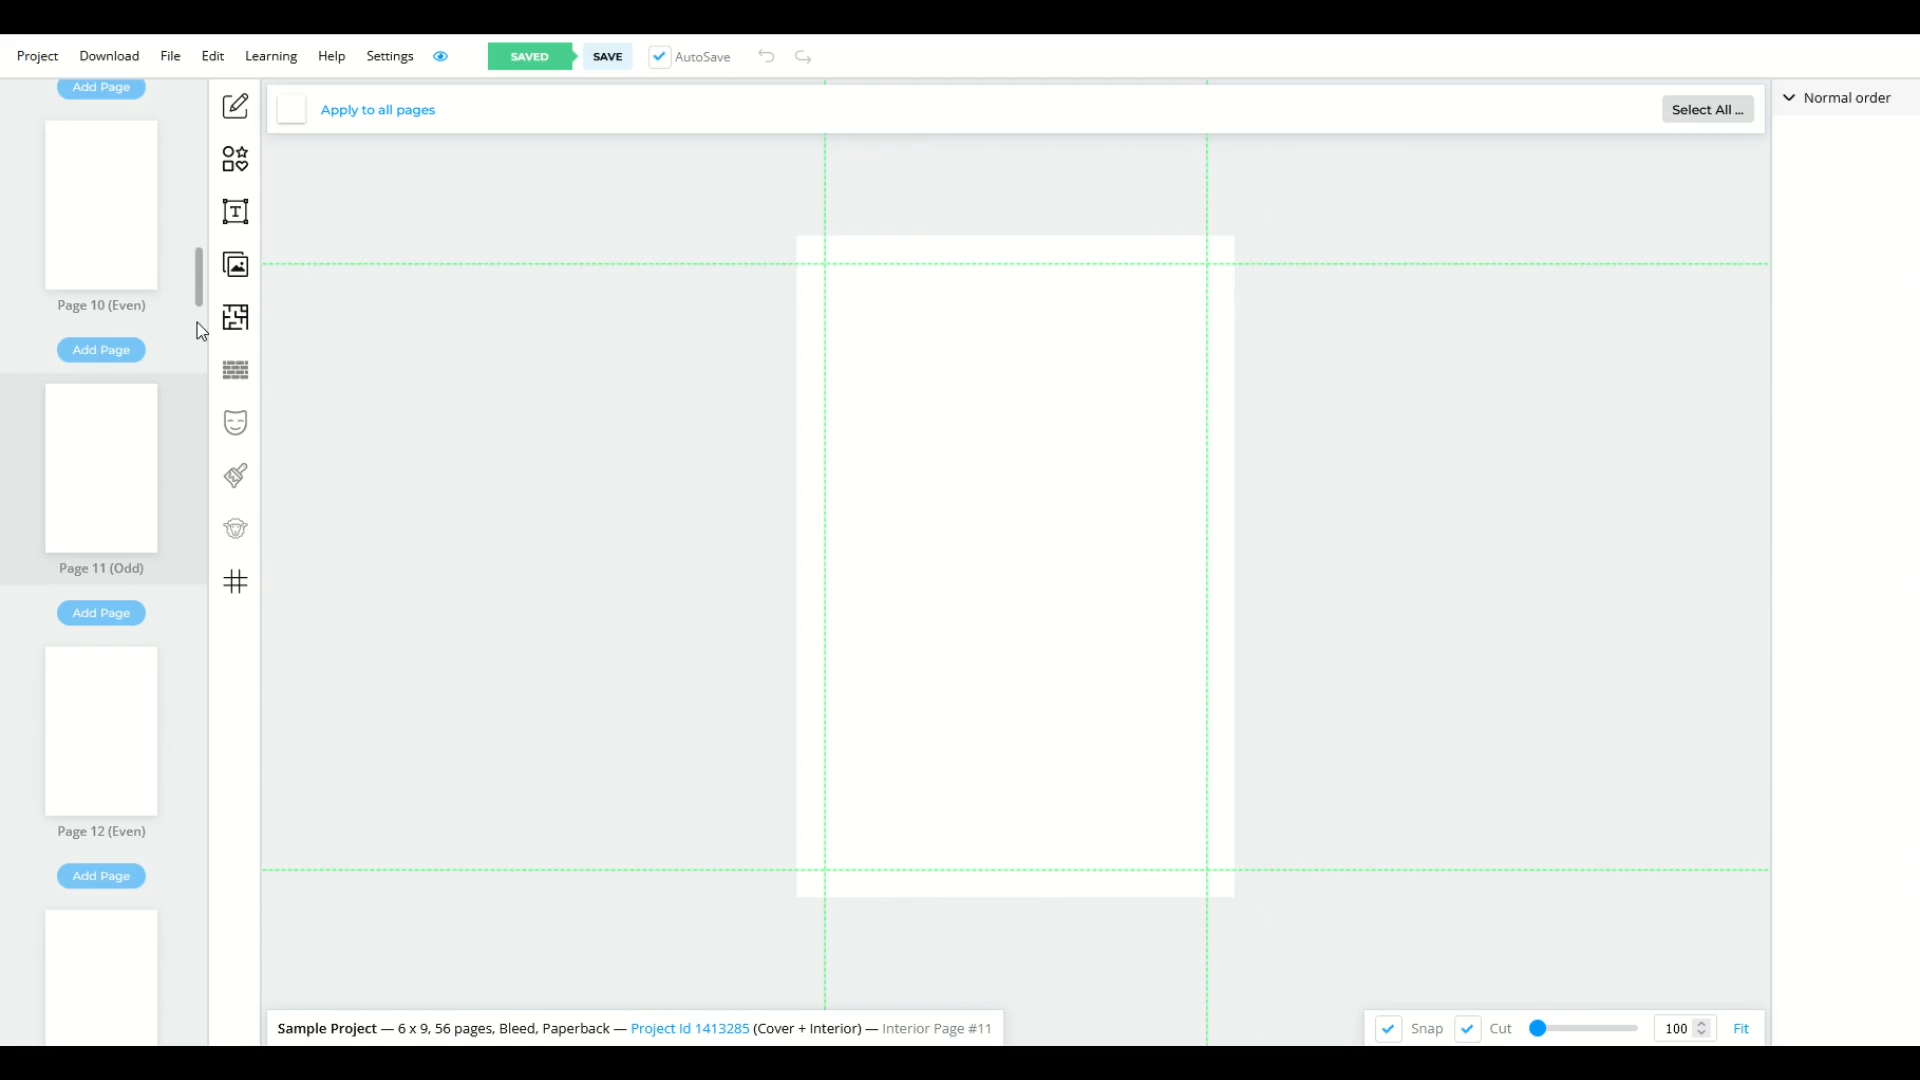 Project Download File Edit Learning Help Settings SAVED SAVE AutoSave
Add Page
Apply to all pages
Select All ...
Normal order
Page 10 (Even)
Add Page
Page 11 (Odd)
Add Page
Page 12 (Even)
Add Page
Sample Project — 6 x 9, 56 pages, Bleed, Paperback — Project Id 1413285 (Cover + Interior) — Interior Page #11
Snap Cut 100 Fit